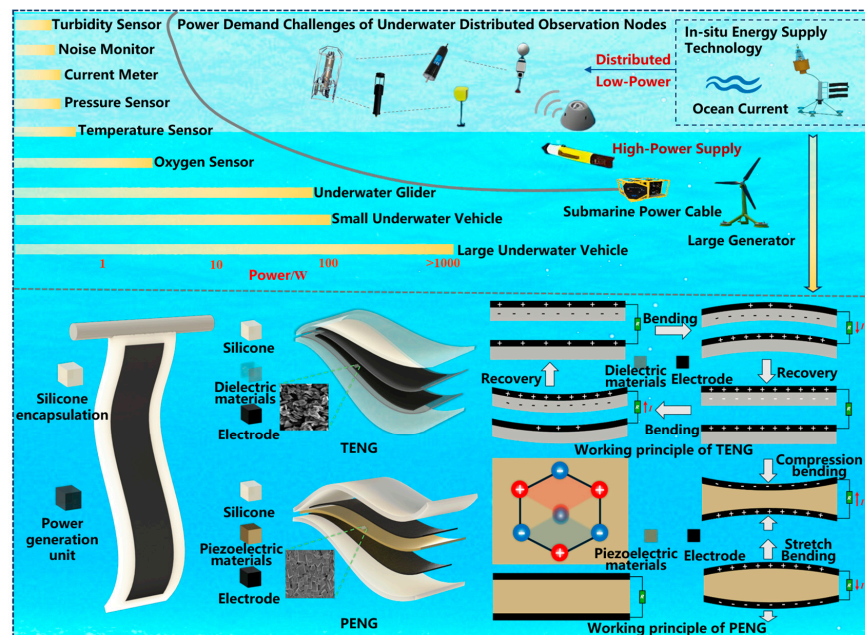 Turbidity Sensor
Power Demand Challenges of Underwater Distributed Observation Nodes
Noise Monitor
Current Meter
Pressure Sensor
Temperature Sensor
Oxygen Sensor
Underwater Glider
Small Underwater Vehicle
Large Underwater Vehicle
1
10
100
>1000
Power/W
Distributed
Low-Power
In-situ Energy Supply
Technology
Ocean Current
High-Power Supply
Submarine Power Cable
Large Generator
Silicone
encapsulation
Power
generation
unit
Silicone
Dielectric
materials
Electrode
TENG
Silicone
Piezoelectric
materials
Electrode
PENG
Bending
Recovery
Dielectric
materials
Electrode
Recovery
Bending
Working principle of TENG
Compression
bending
Piezoelectric
materials
Electrode
Stretch
Bending
Working principle of PENG